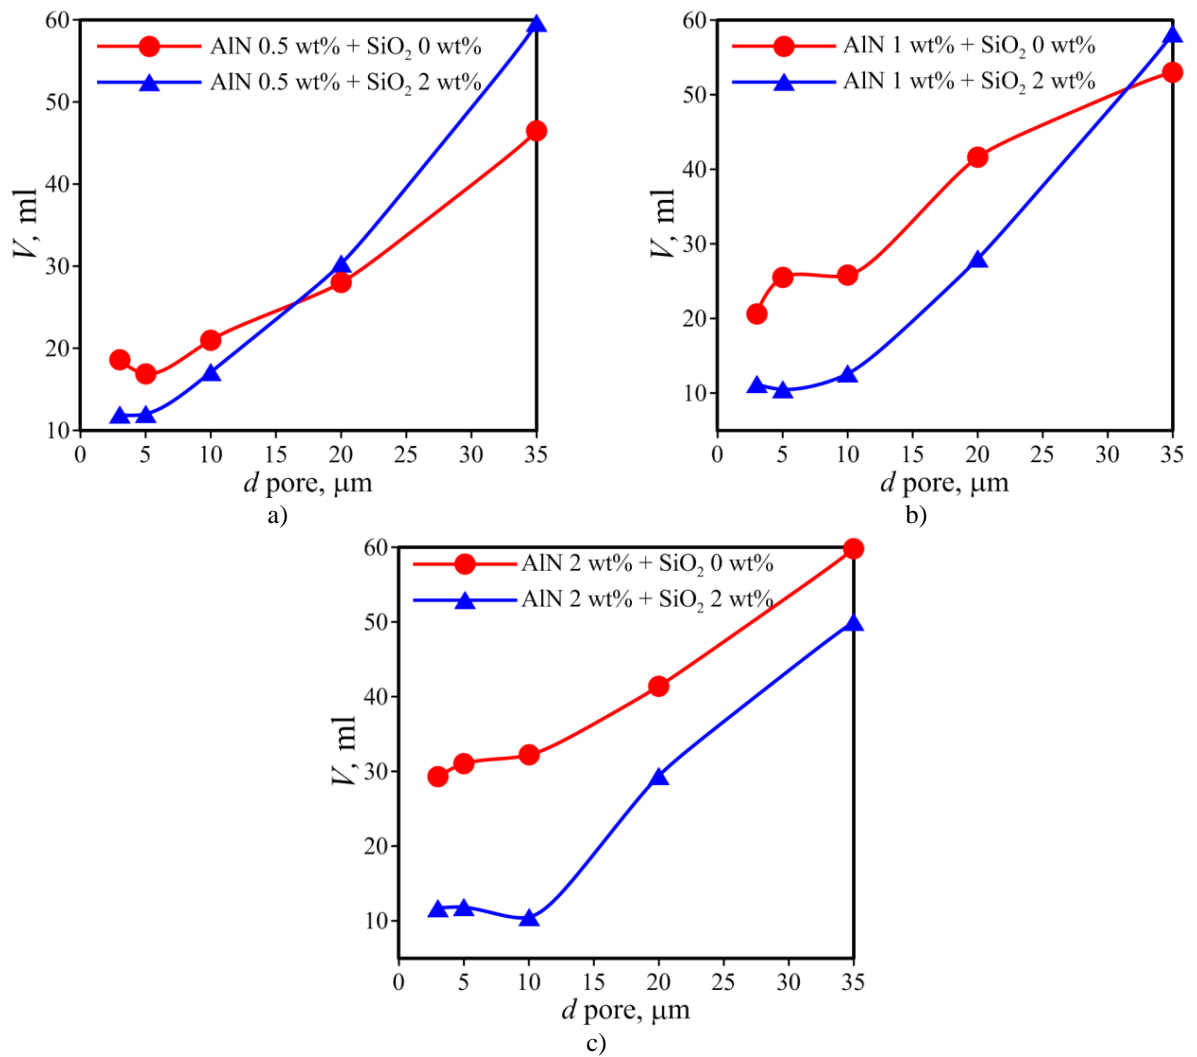 60
50
40
30
20
10
V, ml
AlN 0.5 wt% + SiO₂ 0 wt%
AlN 0.5 wt% + SiO₂ 2 wt%
0 5 10 15 20 25 30 35
d pore, μm
a)
60
50
40
30
20
10
V, ml
AlN 1 wt% + SiO₂ 0 wt%
AlN 1 wt% + SiO₂ 2 wt%
0 5 10 15 20 25 30 35
d pore, μm
b)
60
50
40
30
20
10
V, ml
AlN 2 wt% + SiO₂ 0 wt%
AlN 2 wt% + SiO₂ 2 wt%
0 5 10 15 20 25 30 35
d pore, μm
c)